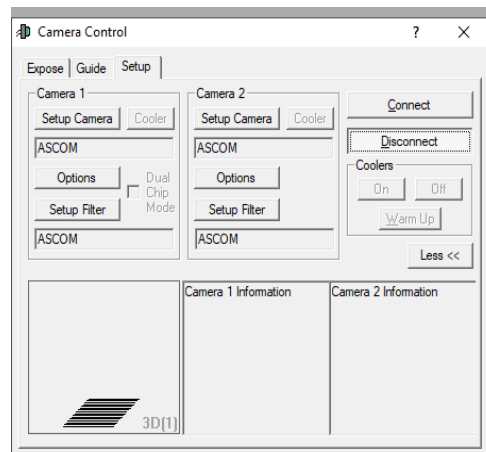 Camera Control ? X
Expose Guide Setup
Camera 1
Setup Camera Cooler
ASCOM
Options
Dual
Chip
Mode
Setup Filter
ASCOM
Camera 2
Setup Camera Cooler
ASCOM
Options
Setup Filter
ASCOM
Connect
Disconnect
Coolers
On Off
Warm Up
Less <<
3D(1)
Camera 1 Information
Camera 2 Information